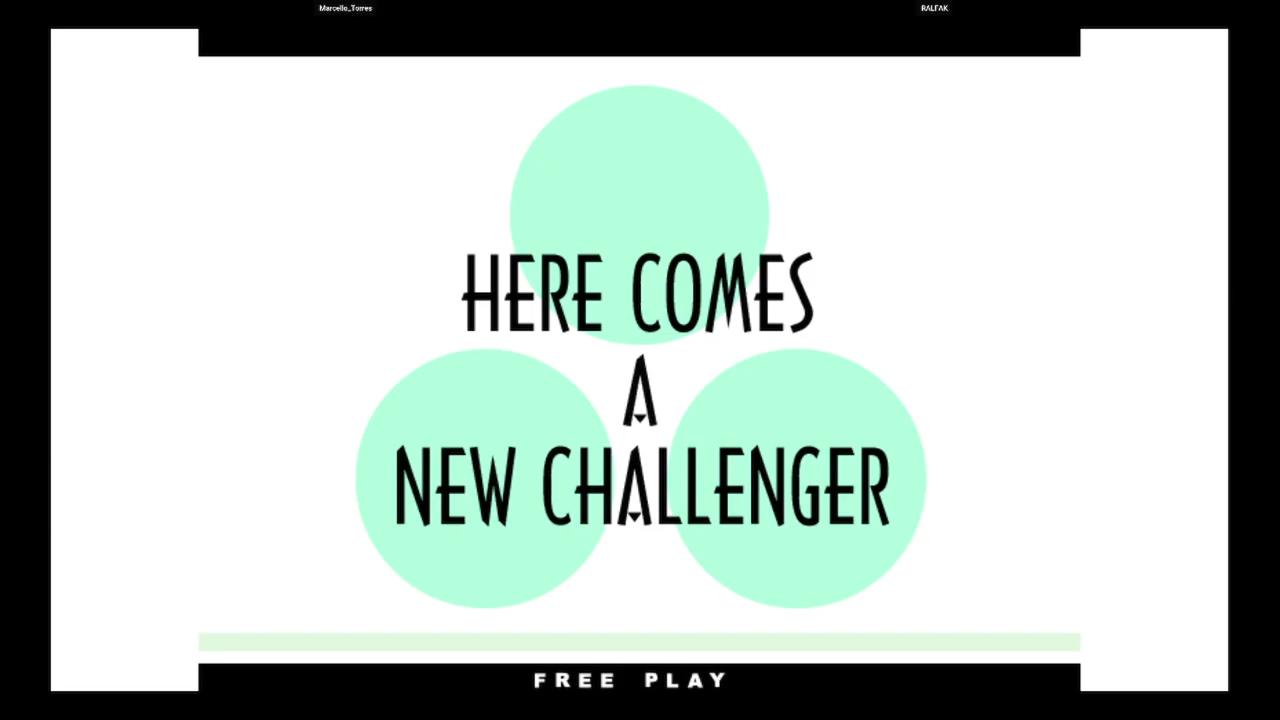 Marcello_Torres
RALFAK
HERE COMES
A
NEW CHALLENGER
FREE PLAY